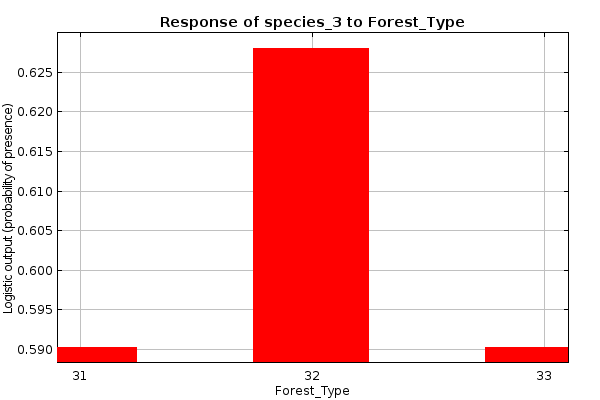 Response of species_3 to Forest_Type
Logistic output (probability of presence)
0.625
0.620
0.615
0.610
0.605
0.600
0.595
0.590
31 32 33
Forest_Type